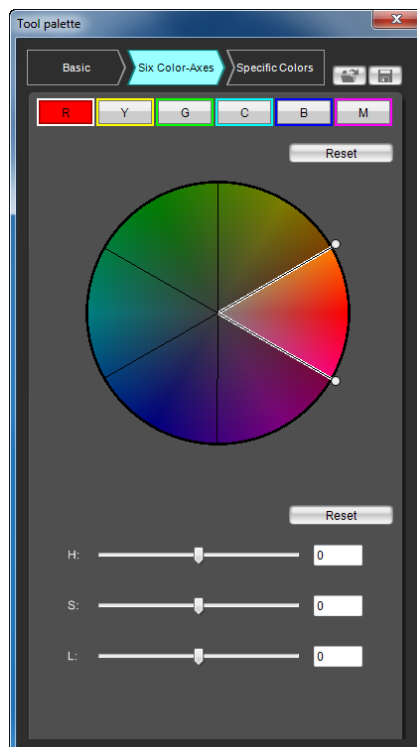 Tool palette
Basic Six Color-Axes Specific Colors
R Y G C B M
Reset
Reset
H: 0
S: 0
L: 0